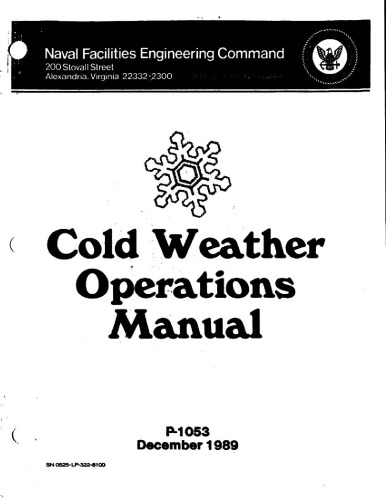 Naval Facilities Engineering Command
200 Stovall Street
Alexandria, Virginia 22332-2300
Cold Weather
Operations
Manual
P-1053
December 1989
SN 0525-LP-322-8100